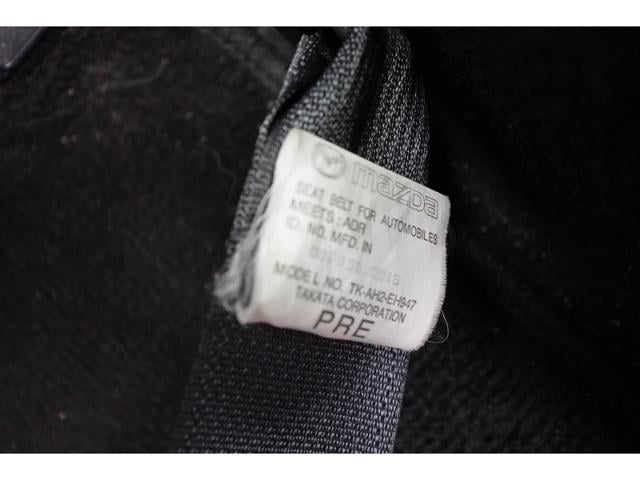 mazda
SEAT BELT FOR AUTOMOBILES
MEETS: ADR
ID. NO. MFD. IN
MODEL NO. TK-AH2-EH947
TAKATA CORPORATION
PRE